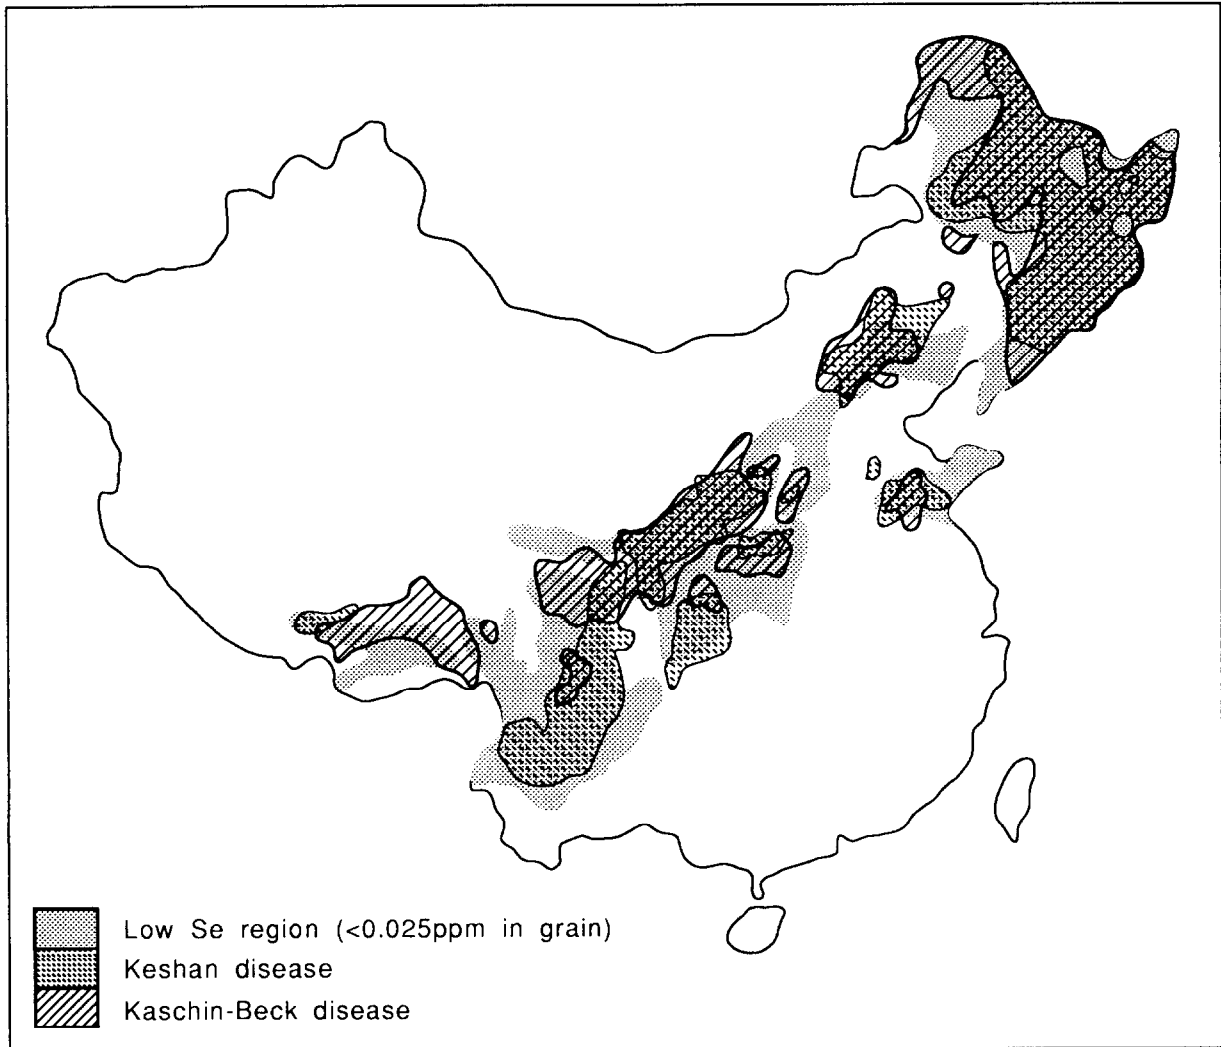 Low Se region (<0.025ppm in grain)
Keshan disease
Kaschin-Beck disease